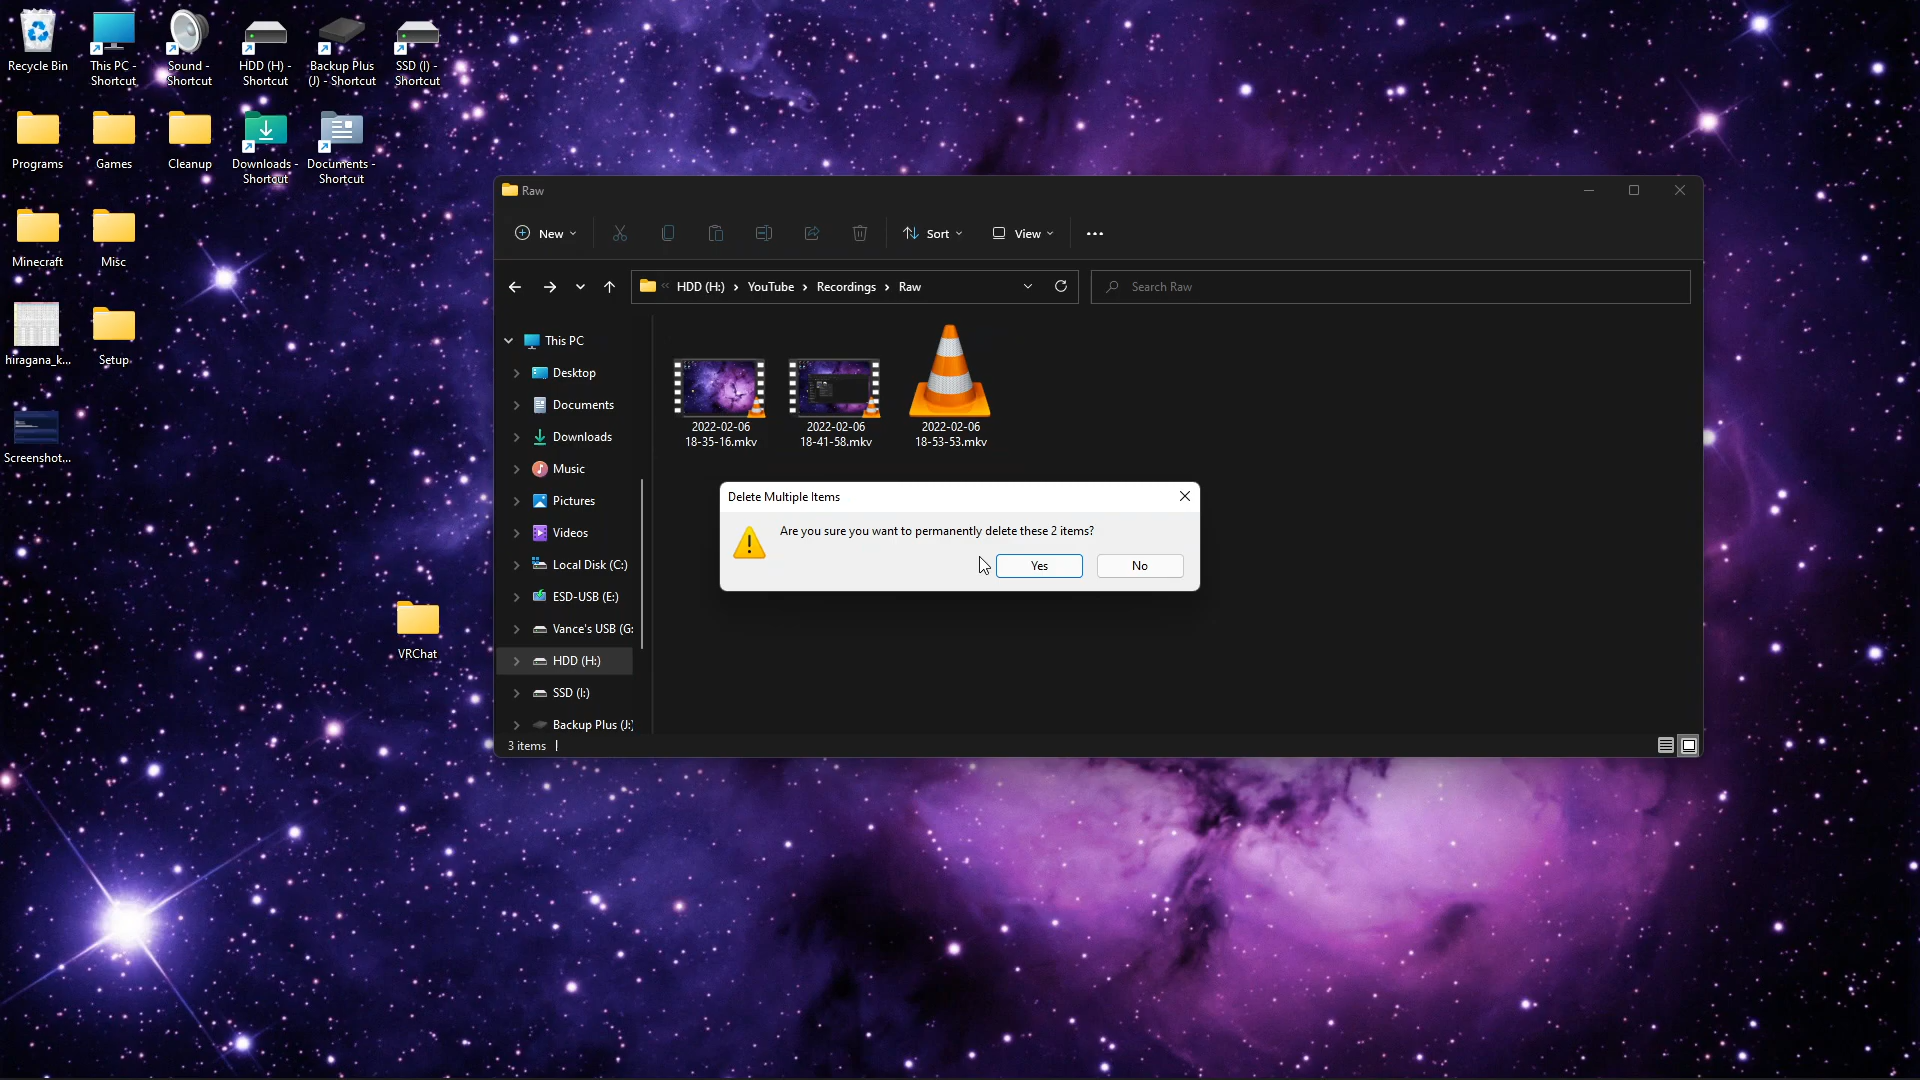 Recycle Bin
This PC -
Shortcut
Sound -
Shortcut
HDD (H) -
Shortcut
Backup Plus
(J) - Shortcut
SSD (I) -
Shortcut
Programs
Games
Cleanup
Downloads -
Shortcut
Documents -
Shortcut
Minecraft
Misc
hiragana_k...
Setup
Screenshot...
VRChat
Raw
New
Sort
View
HDD (H:)
YouTube
Recordings
Raw
Search Raw
This PC
Desktop
Documents
Downloads
Music
Pictures
Videos
Local Disk (C:)
ESD-USB (E:)
Vance's USB (G:
HDD (H:)
SSD (I:)
Backup Plus (J:)
2022-02-06
18-35-16.mkv
2022-02-06
18-41-58.mkv
2022-02-06
18-53-53.mkv
Delete Multiple Items
Are you sure you want to permanently delete these 2 items?
Yes
No
3 items